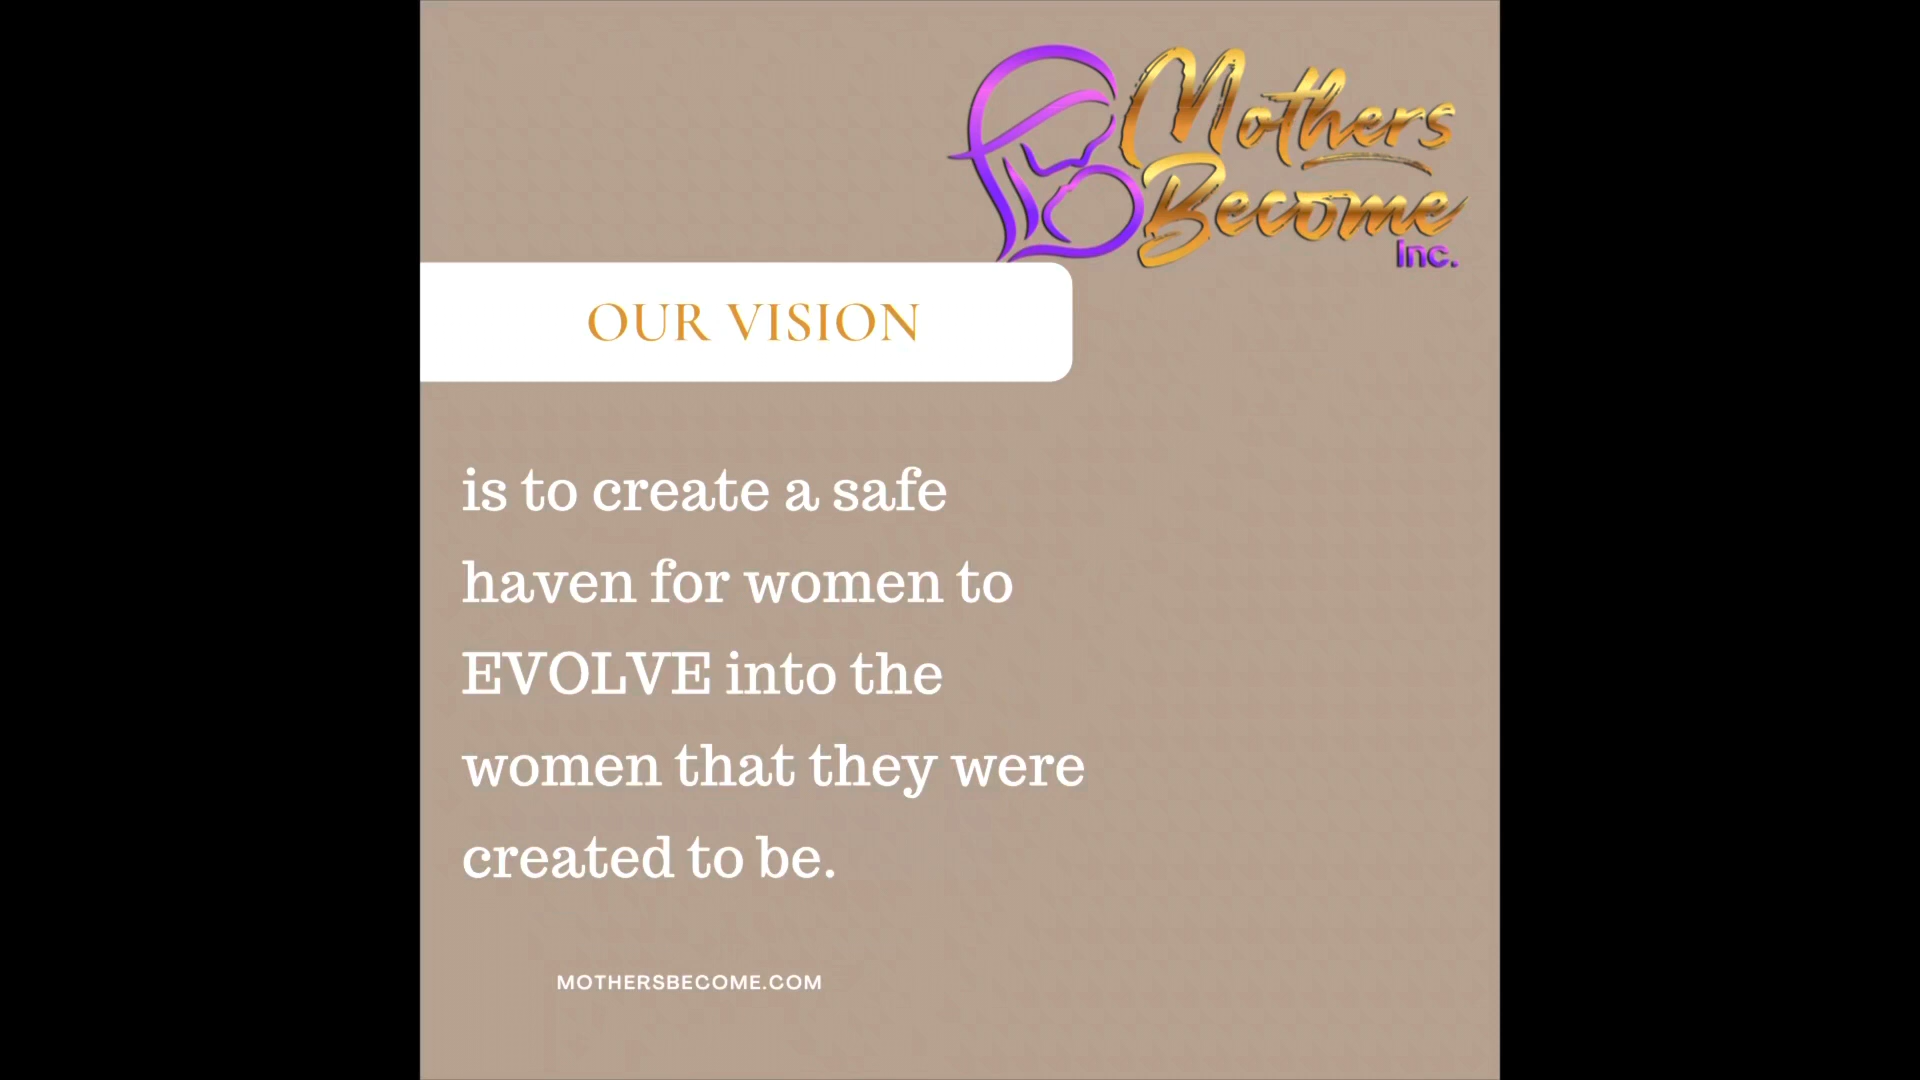 Mothers
Become
Inc.
OUR VISION
is to create a safe
haven for women to
EVOLVE into the
women that they were
created to be.
MOTHERSBECOME.COM